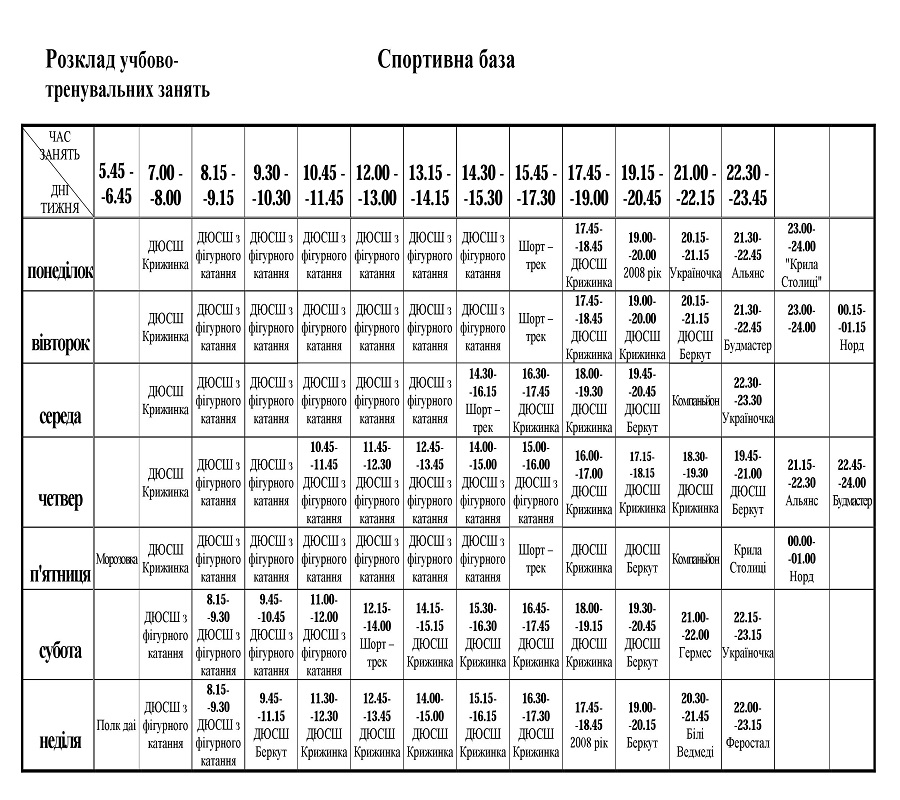 Розклад учбово-
тренувальних занять
Спортивна база
ЧАС
ЗАНЯТЬ
ДНІ
ТИЖНЯ
5.45 -
-6.45
7.00 -
-8.00
8.15 -
-9.15
9.30 -
-10.30
10.45 -
-11.45
12.00 -
-13.00
13.15 -
-14.15
14.30 -
-15.30
15.45 -
-17.30
17.45 -
-19.00
19.15 -
-20.45
21.00 -
-22.15
22.30 -
-23.45
понеділок
ДЮСШ
Крижинка
ДЮСШ з
фігурного
катання
ДЮСШ з
фігурного
катання
ДЮСШ з
фігурного
катання
ДЮСШ з
фігурного
катання
ДЮСШ з
фігурного
катання
ДЮСШ з
фігурного
катання
Шорт –
трек
17.45-
-18.45
ДЮСШ
Крижинка
19.00-
-20.00
2008 рік
20.15-
-21.15
Україночка
21.30-
-22.45
Альянс
23.00-
-24.00
"Крила
Столиці"
вівторок
ДЮСШ
Крижинка
ДЮСШ з
фігурного
катання
ДЮСШ з
фігурного
катання
ДЮСШ з
фігурного
катання
ДЮСШ з
фігурного
катання
ДЮСШ з
фігурного
катання
ДЮСШ з
фігурного
катання
Шорт –
трек
17.45-
-18.45
ДЮСШ
Крижинка
19.00-
-20.00
ДЮСШ
Крижинка
20.15-
-21.15
ДЮСШ
Беркут
21.30-
-22.45
Будмастер
23.00-
-24.00
00.15-
-01.15
Норд
середа
ДЮСШ
Крижинка
ДЮСШ з
фігурного
катання
ДЮСШ з
фігурного
катання
ДЮСШ з
фігурного
катання
ДЮСШ з
фігурного
катання
ДЮСШ з
фігурного
катання
14.30-
-16.15
Шорт –
трек
16.30-
-17.45
ДЮСШ
Крижинка
18.00-
-19.30
ДЮСШ
Крижинка
19.45-
-20.45
ДЮСШ
Беркут
Компаньйон
22.30-
-23.30
Україночка
четвер
ДЮСШ
Крижинка
ДЮСШ з
фігурного
катання
ДЮСШ з
фігурного
катання
10.45-
-11.45
ДЮСШ з
фігурного
катання
11.45-
-12.30
ДЮСШ з
фігурного
катання
12.45-
-13.45
ДЮСШ з
фігурного
катання
14.00-
-15.00
ДЮСШ з
фігурного
катання
15.00-
-16.00
ДЮСШ з
фігурного
катання
16.00-
-17.00
ДЮСШ
Крижинка
17.15-
-18.15
ДЮСШ
Крижинка
18.30-
-19.30
ДЮСШ
Крижинка
19.45-
-21.00
ДЮСШ
Беркут
21.15-
-22.30
Альянс
22.45-
-24.00
Будмастер
п'ятниця
Морозовка
ДЮСШ
Крижинка
ДЮСШ з
фігурного
катання
ДЮСШ з
фігурного
катання
ДЮСШ з
фігурного
катання
ДЮСШ з
фігурного
катання
ДЮСШ з
фігурного
катання
ДЮСШ з
фігурного
катання
Шорт –
трек
ДЮСШ
Крижинка
ДЮСШ
Беркут
Компаньйон
Крила
Столиці
00.00-
-01.00
Норд
субота
ДЮСШ з
фігурного
катання
8.15-
-9.30
ДЮСШ з
фігурного
катання
9.45-
-10.45
ДЮСШ з
фігурного
катання
11.00-
-12.00
ДЮСШ з
фігурного
катання
12.15-
-14.00
Шорт –
трек
14.15-
-15.15
ДЮСШ
Крижинка
15.30-
-16.30
ДЮСШ
Крижинка
16.45-
-17.45
ДЮСШ
Крижинка
18.00-
-19.15
ДЮСШ
Крижинка
19.30-
-20.45
ДЮСШ
Беркут
21.00-
-22.00
Гермес
22.15-
-23.15
Україночка
неділя
Полк даі
ДЮСШ з
фігурного
катання
8.15-
-9.30
ДЮСШ з
фігурного
катання
9.45-
-11.15
ДЮСШ
Беркут
11.30-
-12.30
ДЮСШ
Крижинка
12.45-
-13.45
ДЮСШ
Крижинка
14.00-
-15.00
ДЮСШ
Крижинка
15.15-
-16.15
ДЮСШ
Крижинка
16.30-
-17.30
ДЮСШ
Крижинка
17.45-
-18.45
2008 рік
19.00-
-20.15
Беркут
20.30-
-21.45
Білі
Ведмеді
22.00-
-23.15
Феростал